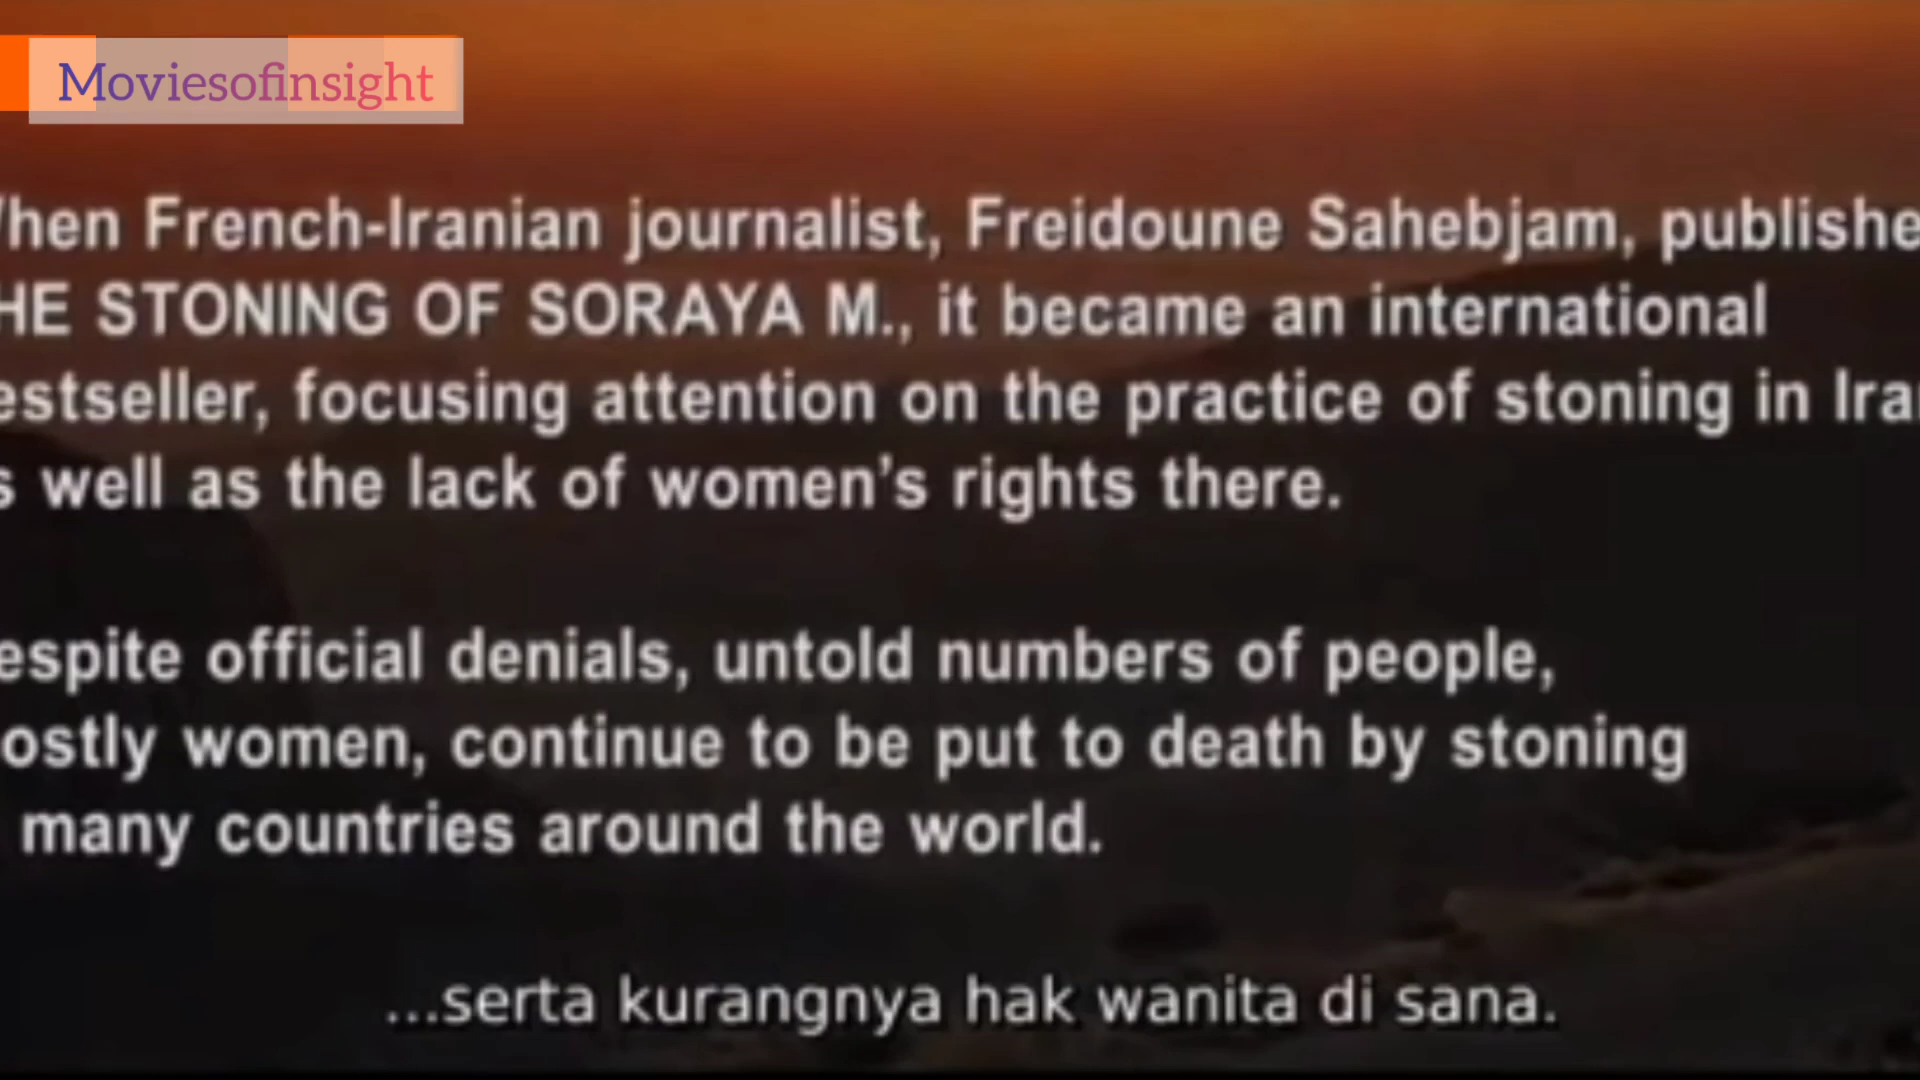 Moviesofinsight
hen French-Iranian journalist, Freidoune Sahebjam, publishe
HE STONING OF SORAYA M., it became an international
estseller, focusing attention on the practice of stoning in Ira
s well as the lack of women's rights there.
espite official denials, untold numbers of people,
ostly women, continue to be put to death by stoning
many countries around the world.
...serta kurangnya hak wanita di sana.